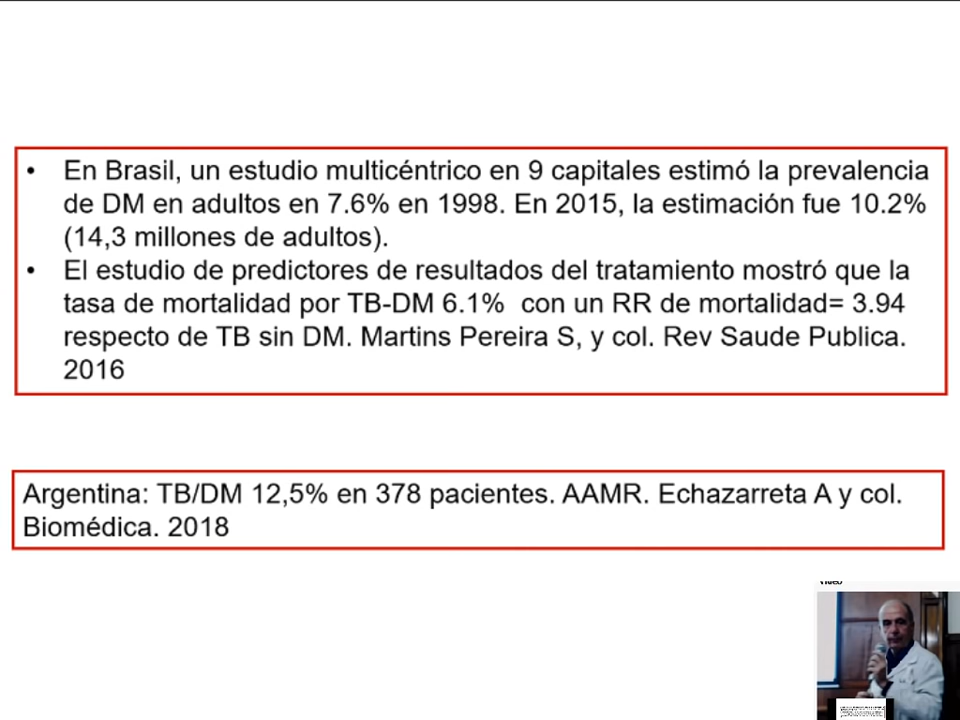 • En Brasil, un estudio multicéntrico en 9 capitales estimó la prevalencia
de DM en adultos en 7.6% en 1998. En 2015, la estimación fue 10.2%
(14,3 millones de adultos).
• El estudio de predictores de resultados del tratamiento mostró que la
tasa de mortalidad por TB-DM 6.1% con un RR de mortalidad= 3.94
respecto de TB sin DM. Martins Pereira S, y col. Rev Saude Publica.
2016
Argentina: TB/DM 12,5% en 378 pacientes. AAMR. Echazarreta A y col.
Biomédica. 2018